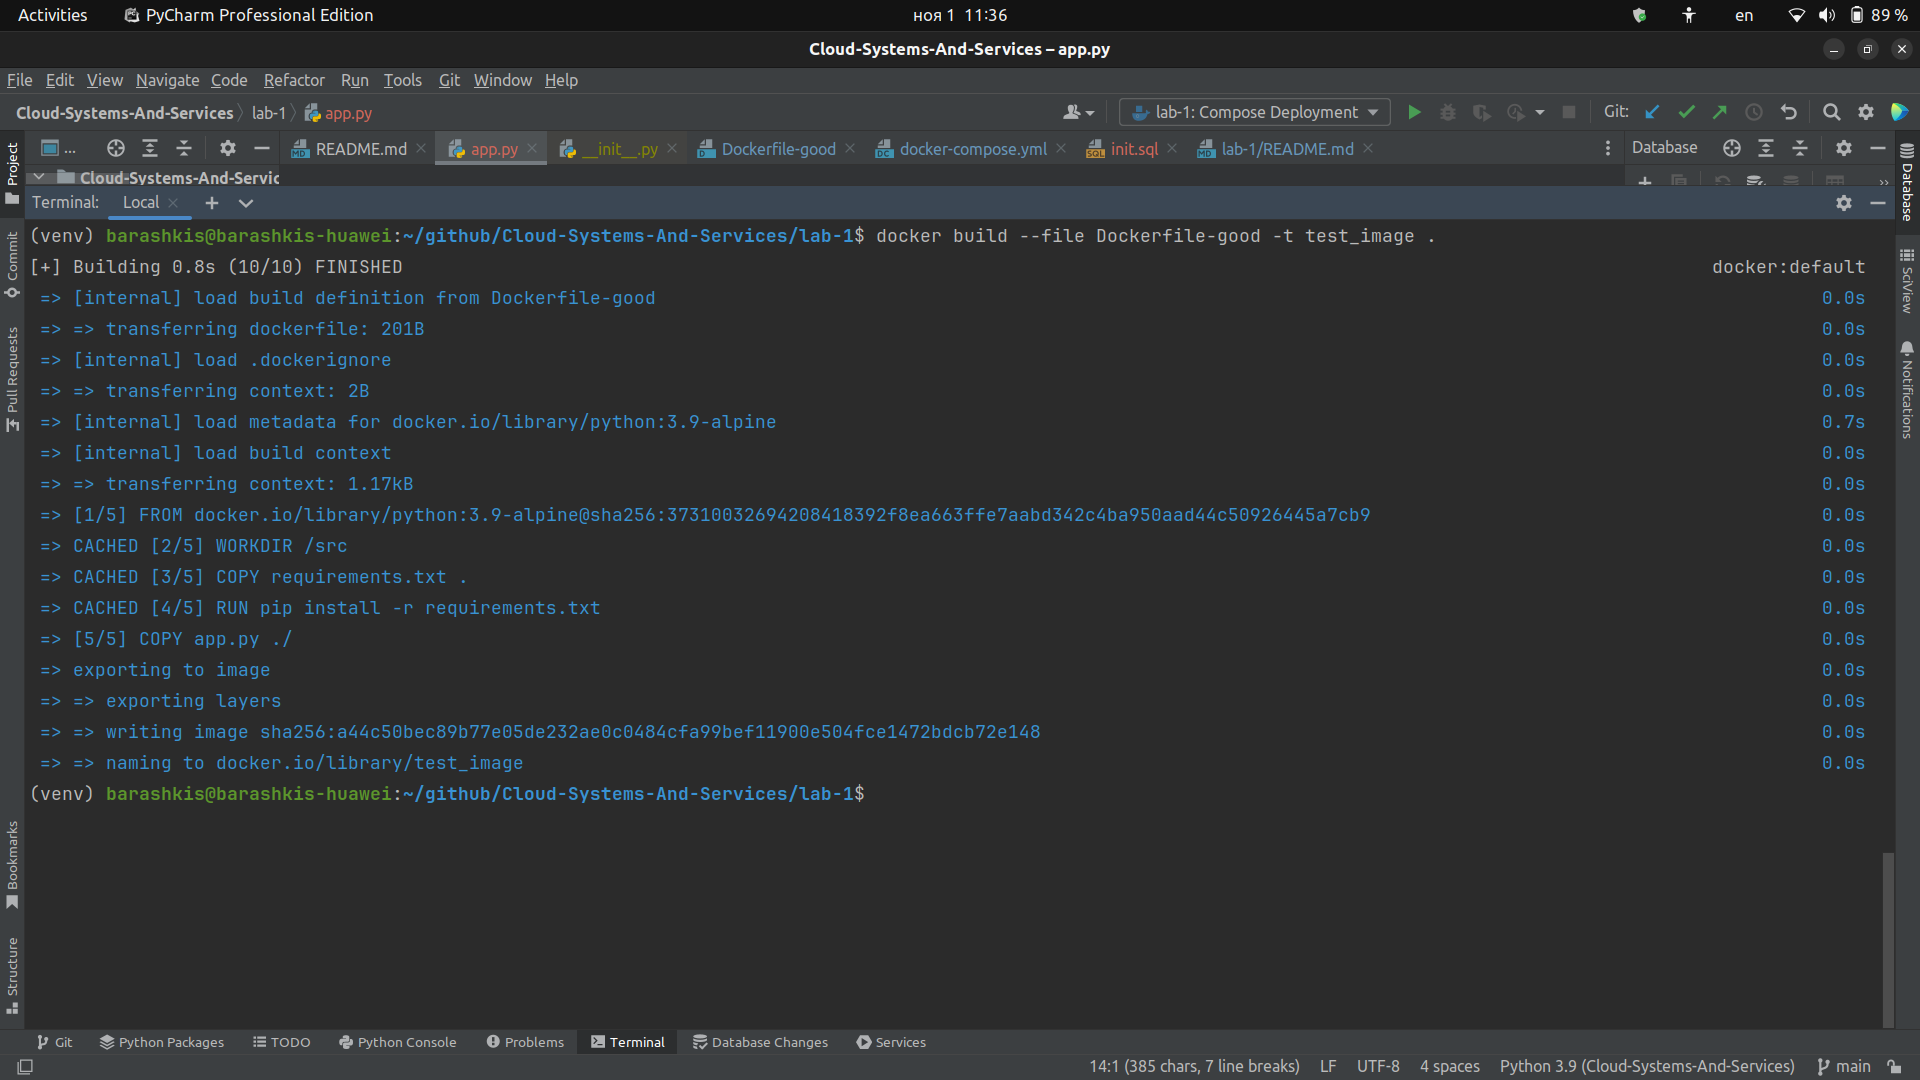 Activities PyCharm Professional Edition ноя 1 11:36 en 89 %
Cloud-Systems-And-Services – app.py
File Edit View Navigate Code Refactor Run Tools Git Window Help
Cloud-Systems-And-Services lab-1 app.py lab-1: Compose Deployment Git:
... README.md app.py __init__.py Dockerfile-good docker-compose.yml init.sql lab-1/README.md Database
Cloud-Systems-And-Servic
Terminal: Local
(venv) barashkis@barashkis-huawei:~/github/Cloud-Systems-And-Services/lab-1$ docker build --file Dockerfile-good -t test_image .
[+] Building 0.8s (10/10) FINISHED docker:default
=> [internal] load build definition from Dockerfile-good 0.0s
=> => transferring dockerfile: 201B 0.0s
=> [internal] load .dockerignore 0.0s
=> => transferring context: 2B 0.0s
=> [internal] load metadata for docker.io/library/python:3.9-alpine 0.7s
=> [internal] load build context 0.0s
=> => transferring context: 1.17kB 0.0s
=> [1/5] FROM docker.io/library/python:3.9-alpine@sha256:37310032694208418392f8ea663ffe7aabd342c4ba950aad44c50926445a7cb9 0.0s
=> CACHED [2/5] WORKDIR /src 0.0s
=> CACHED [3/5] COPY requirements.txt . 0.0s
=> CACHED [4/5] RUN pip install -r requirements.txt 0.0s
=> [5/5] COPY app.py ./ 0.0s
=> exporting to image 0.0s
=> => exporting layers 0.0s
=> => writing image sha256:a44c50bec89b77e05de232ae0c0484cfa99bef11900e504fce1472bdcb72e148 0.0s
=> => naming to docker.io/library/test_image 0.0s
(venv) barashkis@barashkis-huawei:~/github/Cloud-Systems-And-Services/lab-1$
Project
Commit
Pull Requests
Bookmarks
Structure
Database
SciView
Notifications
Git Python Packages TODO Python Console Problems Terminal Database Changes Services
14:1 (385 chars, 7 line breaks) LF UTF-8 4 spaces Python 3.9 (Cloud-Systems-And-Services) main